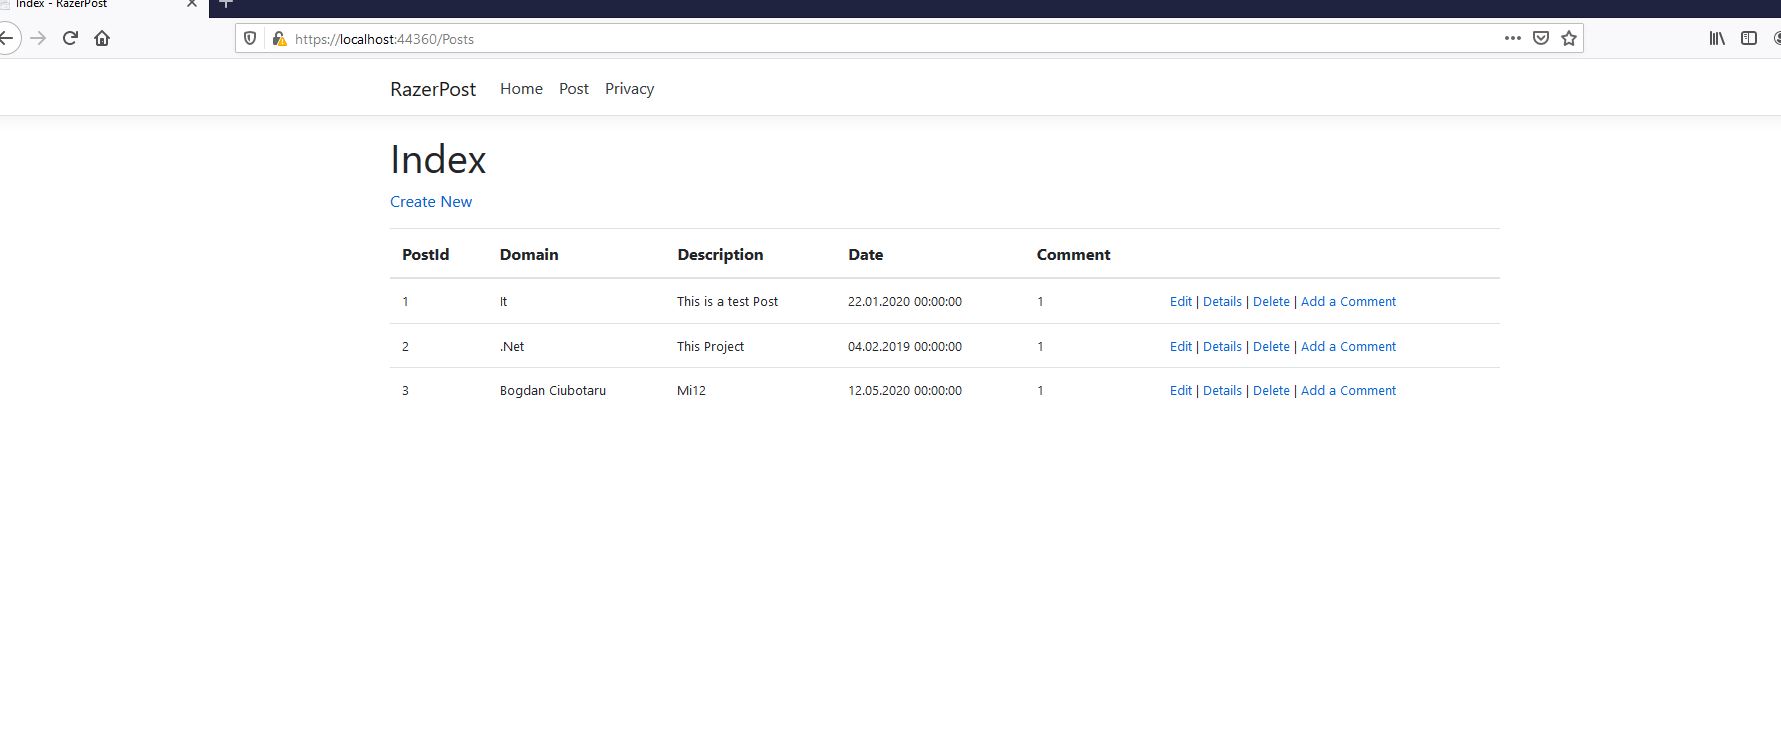 Index - RazerPost
https://localhost:44360/Posts
RazerPost Home Post Privacy
Index
Create New
PostId Domain Description Date Comment
1 It This is a test Post 22.01.2020 00:00:00 1 Edit | Details | Delete | Add a Comment
2 .Net This Project 04.02.2019 00:00:00 1 Edit | Details | Delete | Add a Comment
3 Bogdan Ciubotaru Mi12 12.05.2020 00:00:00 1 Edit | Details | Delete | Add a Comment